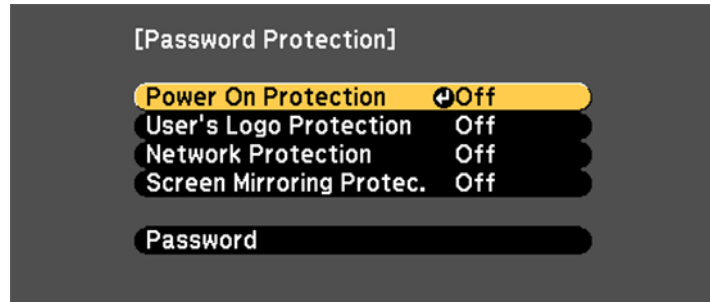 [Password Protection]
Power On Protection Off
User's Logo Protection Off
Network Protection Off
Screen Mirroring Protec. Off
Password